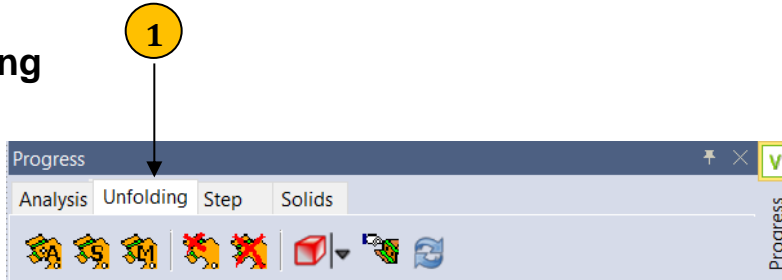 1
ng
Progress
Analysis Unfolding Step Solids
A S M
Progress